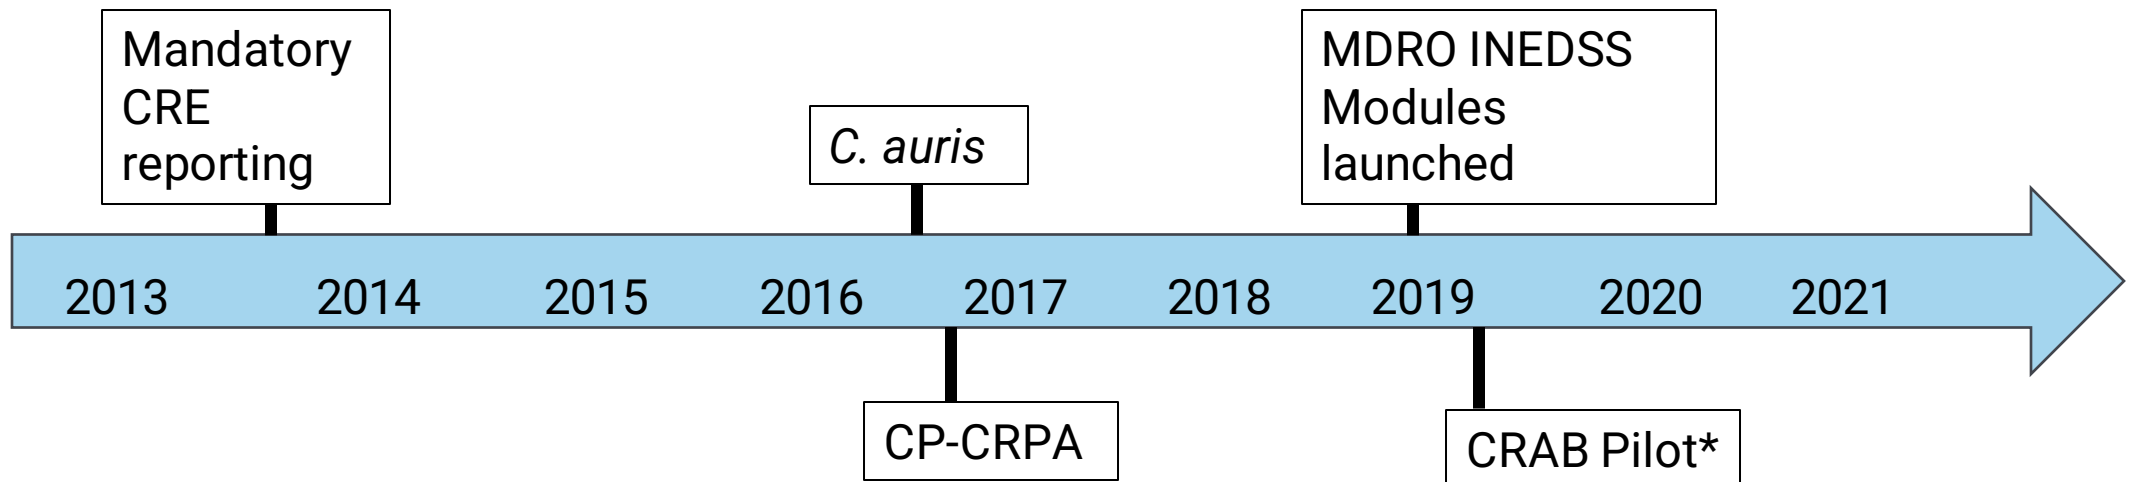 Mandatory
CRE
reporting
C. auris
MDRO INEDSS
Modules
launched
2013 2014 2015 2016 2017 2018 2019 2020 2021
CP-CRPA
CRAB Pilot*